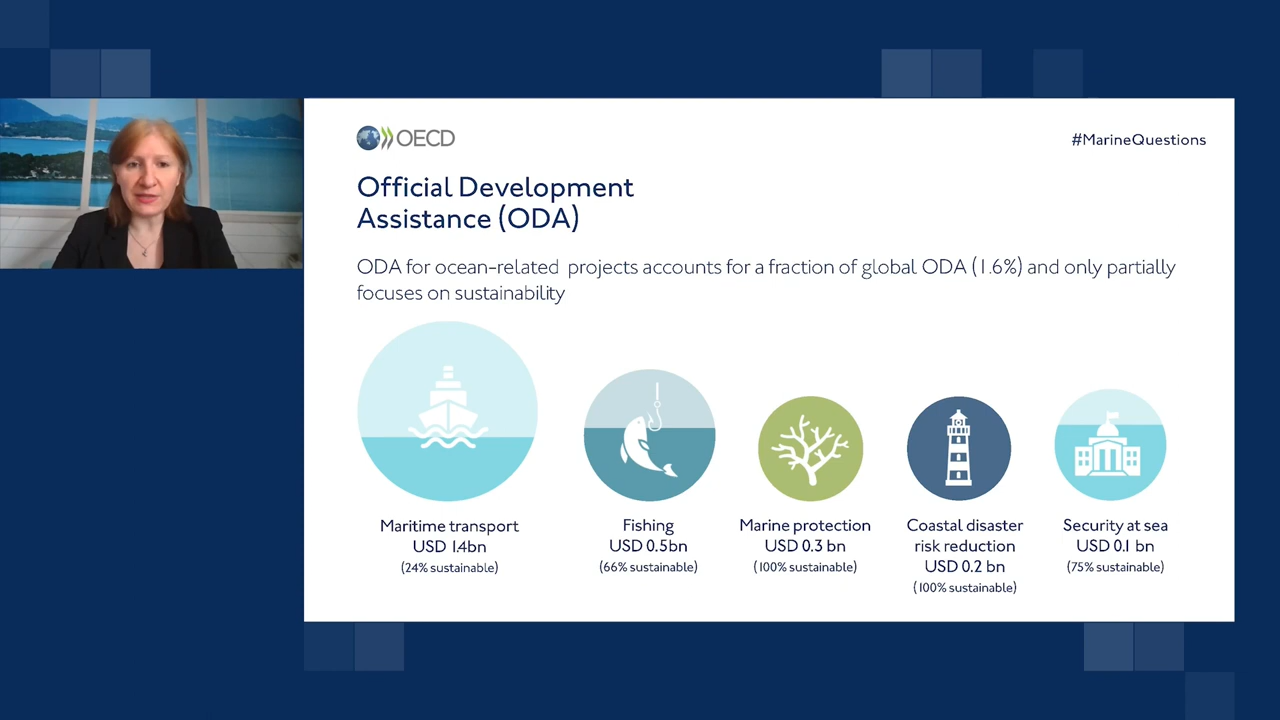 OECD
#MarineQuestions
Official Development
Assistance (ODA)
ODA for ocean-related projects accounts for a fraction of global ODA (1.6%) and only partially
focuses on sustainability
Maritime transport
USD 1.4bn
(24% sustainable)
Fishing
USD 0.5bn
(66% sustainable)
Marine protection
USD 0.3 bn
(100% sustainable)
Coastal disaster
risk reduction
USD 0.2 bn
(100% sustainable)
Security at sea
USD 0.1 bn
(75% sustainable)